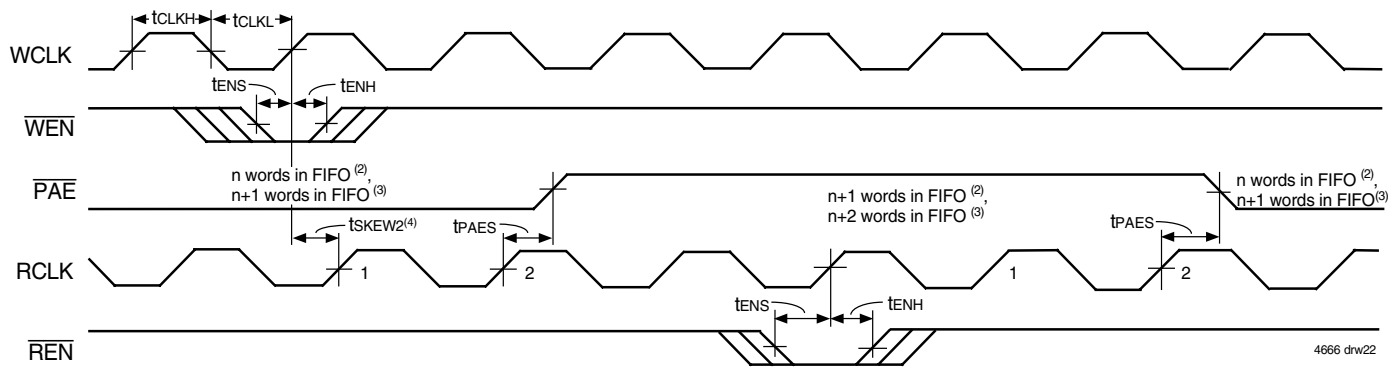 tCLKH
tCLKL
WCLK
tENS
tENH
WEN
n words in FIFO (2),
n+1 words in FIFO (3)
PAE
n+1 words in FIFO (2),
n+2 words in FIFO (3)
n words in FIFO (2),
n+1 words in FIFO(3)
tSKEW2(4)
tPAES
tPAES
RCLK
1
2
1
2
tENS
tENH
REN
4666 drw22